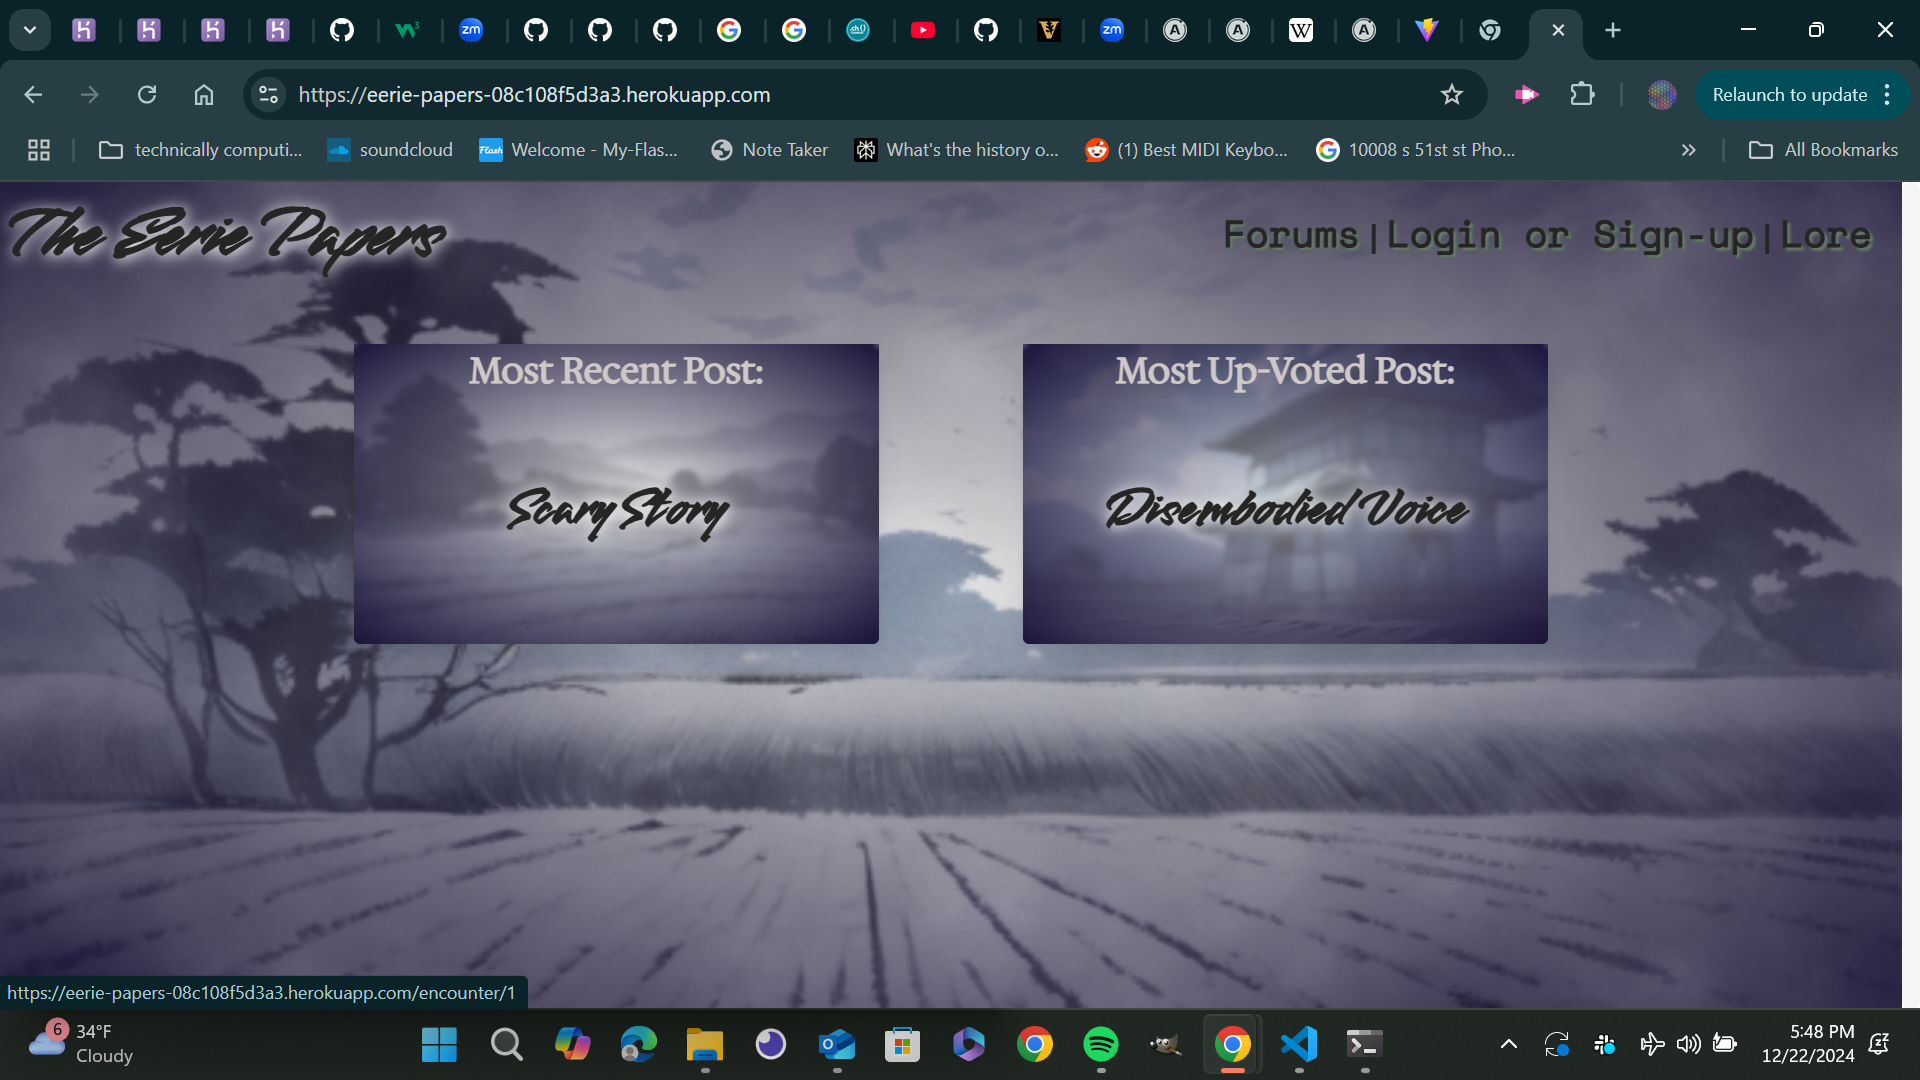 https://eerie-papers-08c108f5d3a3.herokuapp.com
Relaunch to update
technically computi...
soundcloud
Welcome - My-Flas...
Note Taker
What's the history o...
(1) Best MIDI Keybo...
10008 s 51st st Pho...
All Bookmarks
The Eerie Papers
Forums|Login or Sign-up|Lore
Most Recent Post:
Scary Story
Most Up-Voted Post:
Disembodied Voice
https://eerie-papers-08c108f5d3a3.herokuapp.com/encounter/1
6
34°F
Cloudy
5:48 PM
12/22/2024